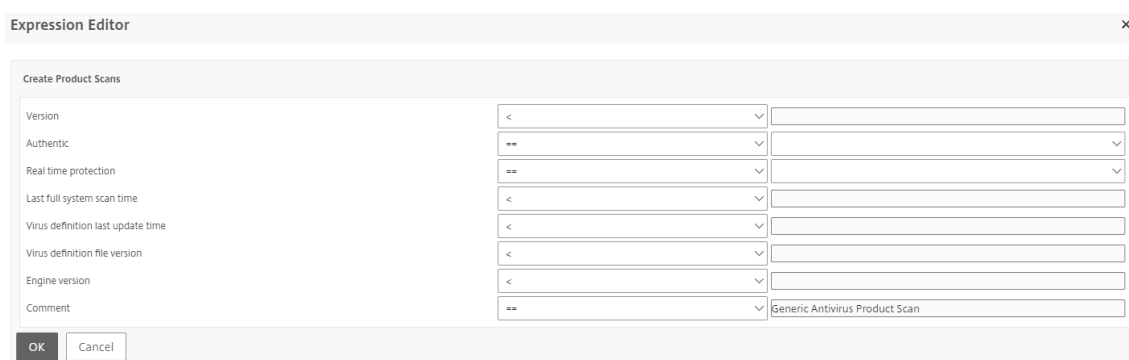 Expression Editor ×
Create Product Scans
Version <
Authentic ==
Real time protection ==
Last full system scan time <
Virus definition last update time <
Virus definition file version <
Engine version <
Comment == Generic Antivirus Product Scan
OK Cancel